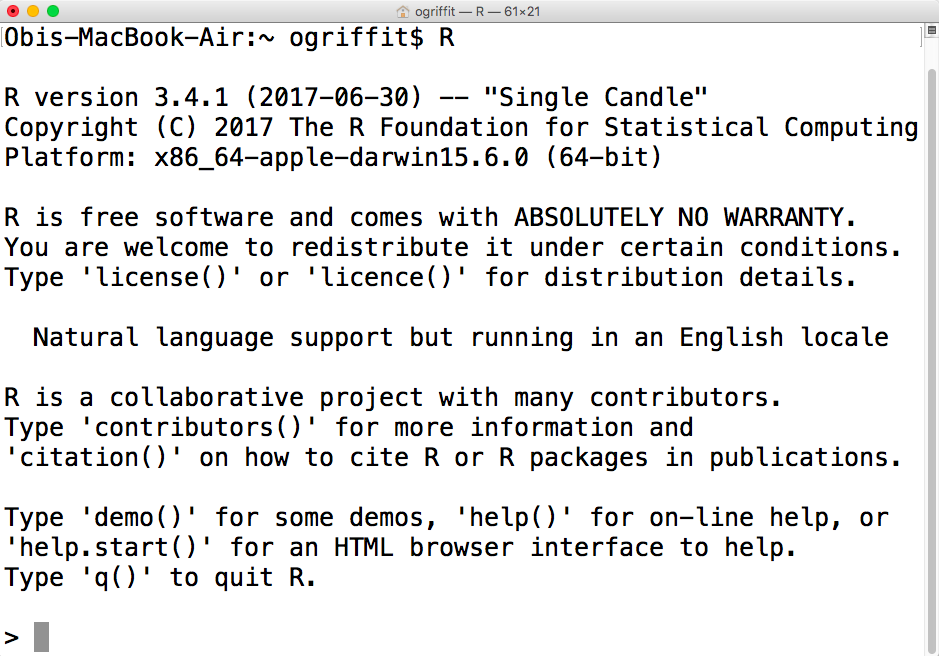 ogriffit — R — 61×21
Obis-MacBook-Air:~ ogriffit$ R
R version 3.4.1 (2017-06-30) -- "Single Candle"
Copyright (C) 2017 The R Foundation for Statistical Computing
Platform: x86_64-apple-darwin15.6.0 (64-bit)
R is free software and comes with ABSOLUTELY NO WARRANTY.
You are welcome to redistribute it under certain conditions.
Type 'license()' or 'licence()' for distribution details.
Natural language support but running in an English locale
R is a collaborative project with many contributors.
Type 'contributors()' for more information and
'citation()' on how to cite R or R packages in publications.
Type 'demo()' for some demos, 'help()' for on-line help, or
'help.start()' for an HTML browser interface to help.
Type 'q()' to quit R.
>